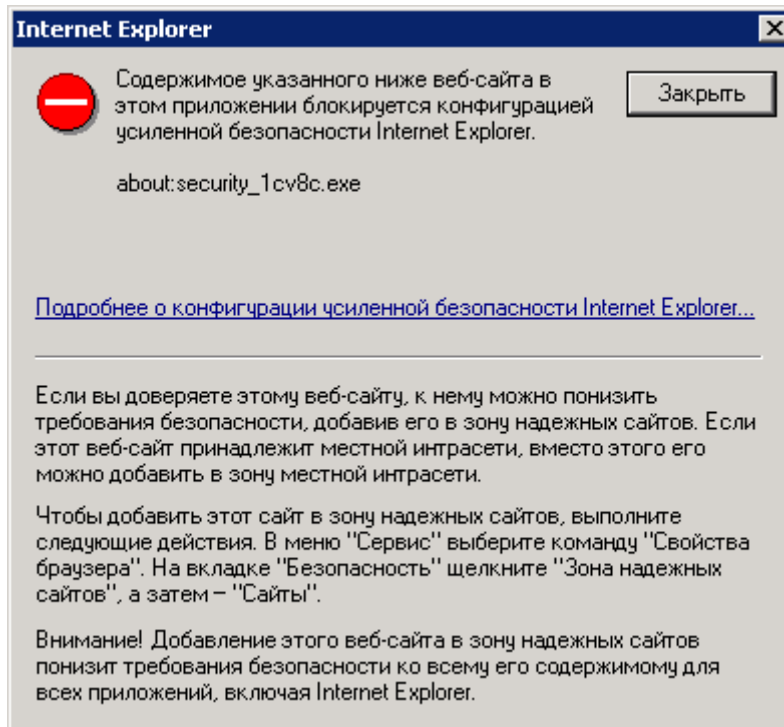 Internet Explorer
Содержимое указанного ниже веб-сайта в
этом приложении блокируется конфигурацией
усиленной безопасности Internet Explorer.
Закрыть
about:security_1cv8c.exe
Подробнее о конфигурации усиленной безопасности Internet Explorer...
Если вы доверяете этому веб-сайту, к нему можно понизить
требования безопасности, добавив его в зону надежных сайтов. Если
этот веб-сайт принадлежит местной интрасети, вместо этого его
можно добавить в зону местной интрасети.
Чтобы добавить этот сайт в зону надежных сайтов, выполните
следующие действия. В меню "Сервис" выберите команду "Свойства
браузера". На вкладке "Безопасность" щелкните "Зона надежных
сайтов", а затем – "Сайты".
Внимание! Добавление этого веб-сайта в зону надежных сайтов
понизит требования безопасности ко всему его содержимому для
всех приложений, включая Internet Explorer.